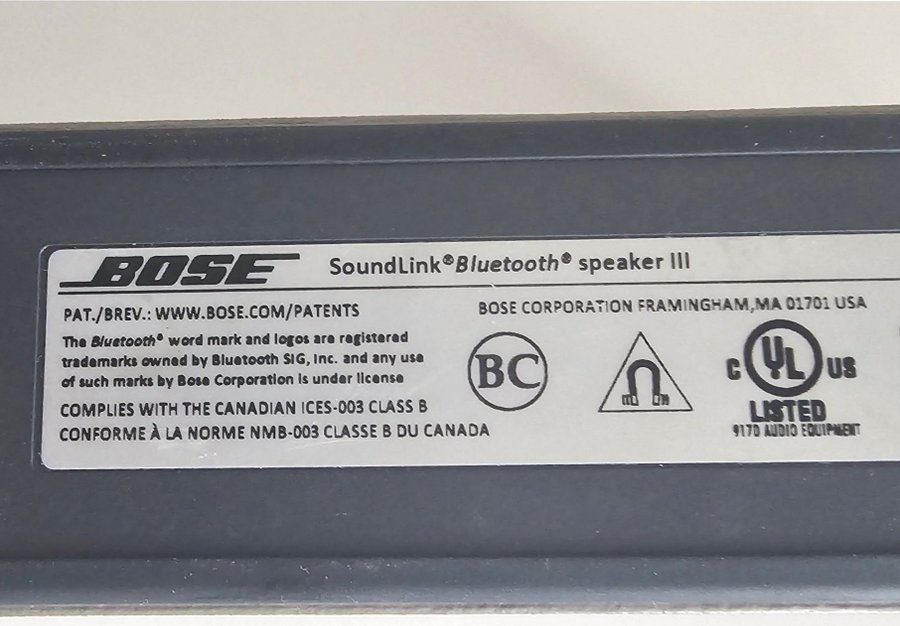 BOSE SoundLink® Bluetooth® speaker III
PAT./BREV.: WWW.BOSE.COM/PATENTS
The Bluetooth® word mark and logos are registered
trademarks owned by Bluetooth SIG, Inc. and any use
of such marks by Bose Corporation is under license
COMPLIES WITH THE CANADIAN ICES-003 CLASS B
CONFORME À LA NORME NMB-003 CLASSE B DU CANADA
BOSE CORPORATION FRAMINGHAM,MA 01701 USA
BC
C UL US
LISTED
9170 AUDIO EQUIPMENT